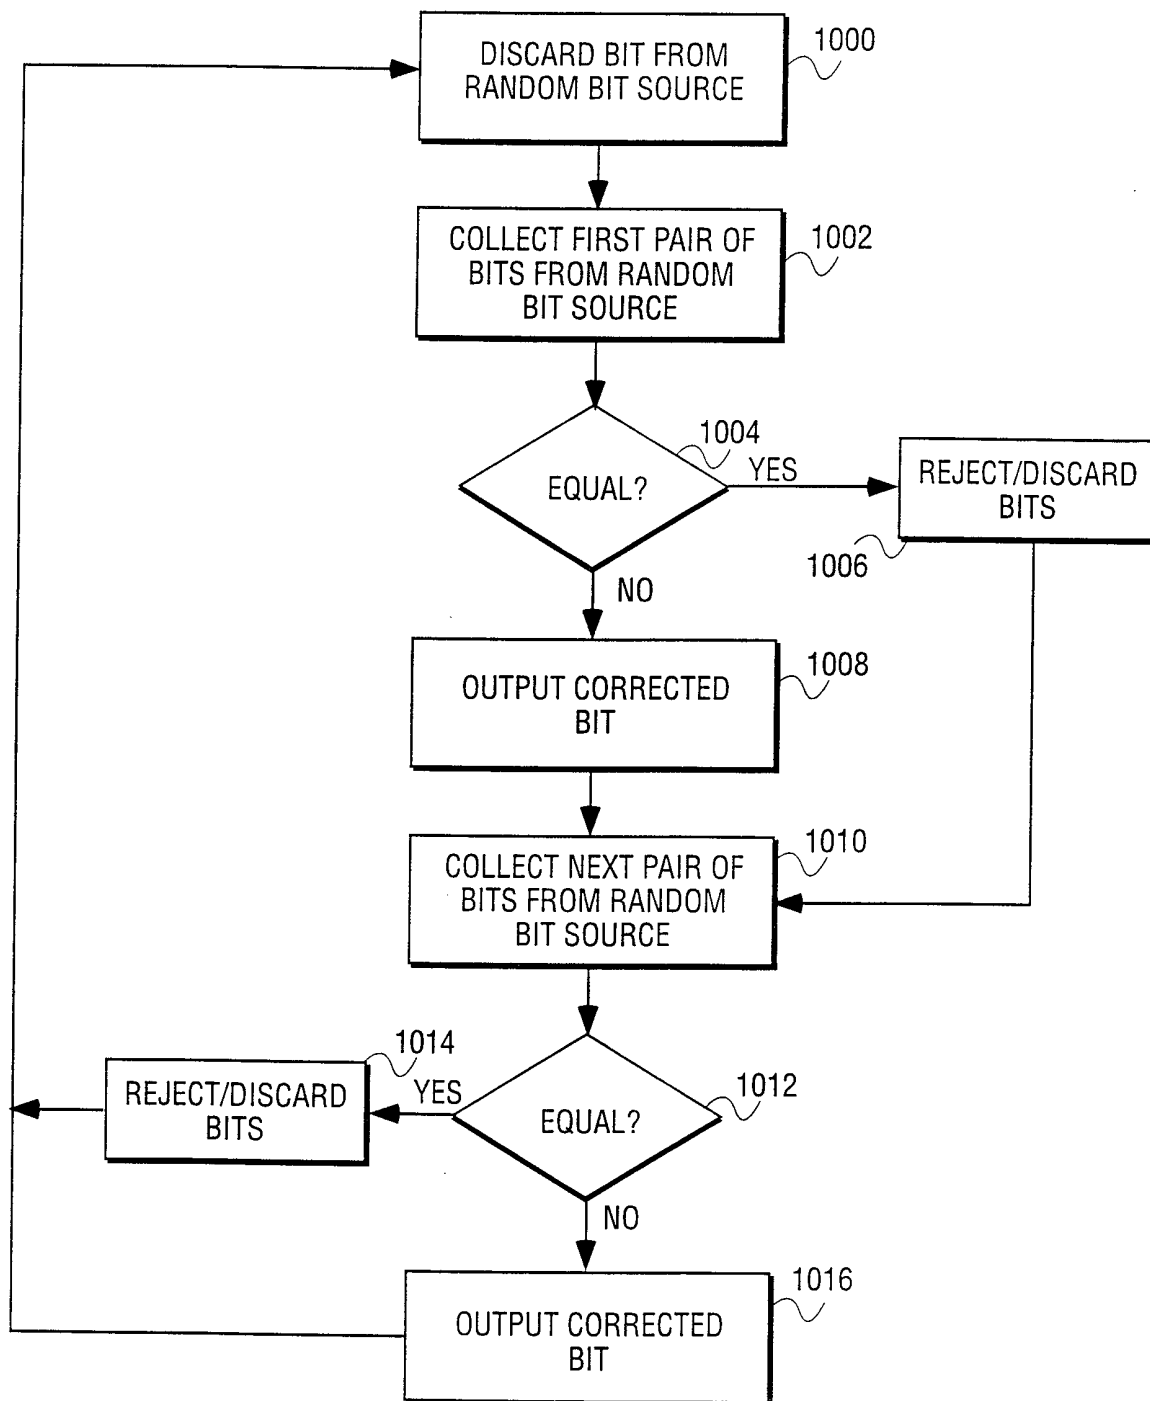 DISCARD BIT FROM
RANDOM BIT SOURCE
1000
COLLECT FIRST PAIR OF
BITS FROM RANDOM
BIT SOURCE
1002
EQUAL?
1004
YES
REJECT/DISCARD
BITS
1006
NO
OUTPUT CORRECTED
BIT
1008
COLLECT NEXT PAIR OF
BITS FROM RANDOM
BIT SOURCE
1010
EQUAL?
1012
YES
REJECT/DISCARD
BITS
1014
NO
OUTPUT CORRECTED
BIT
1016